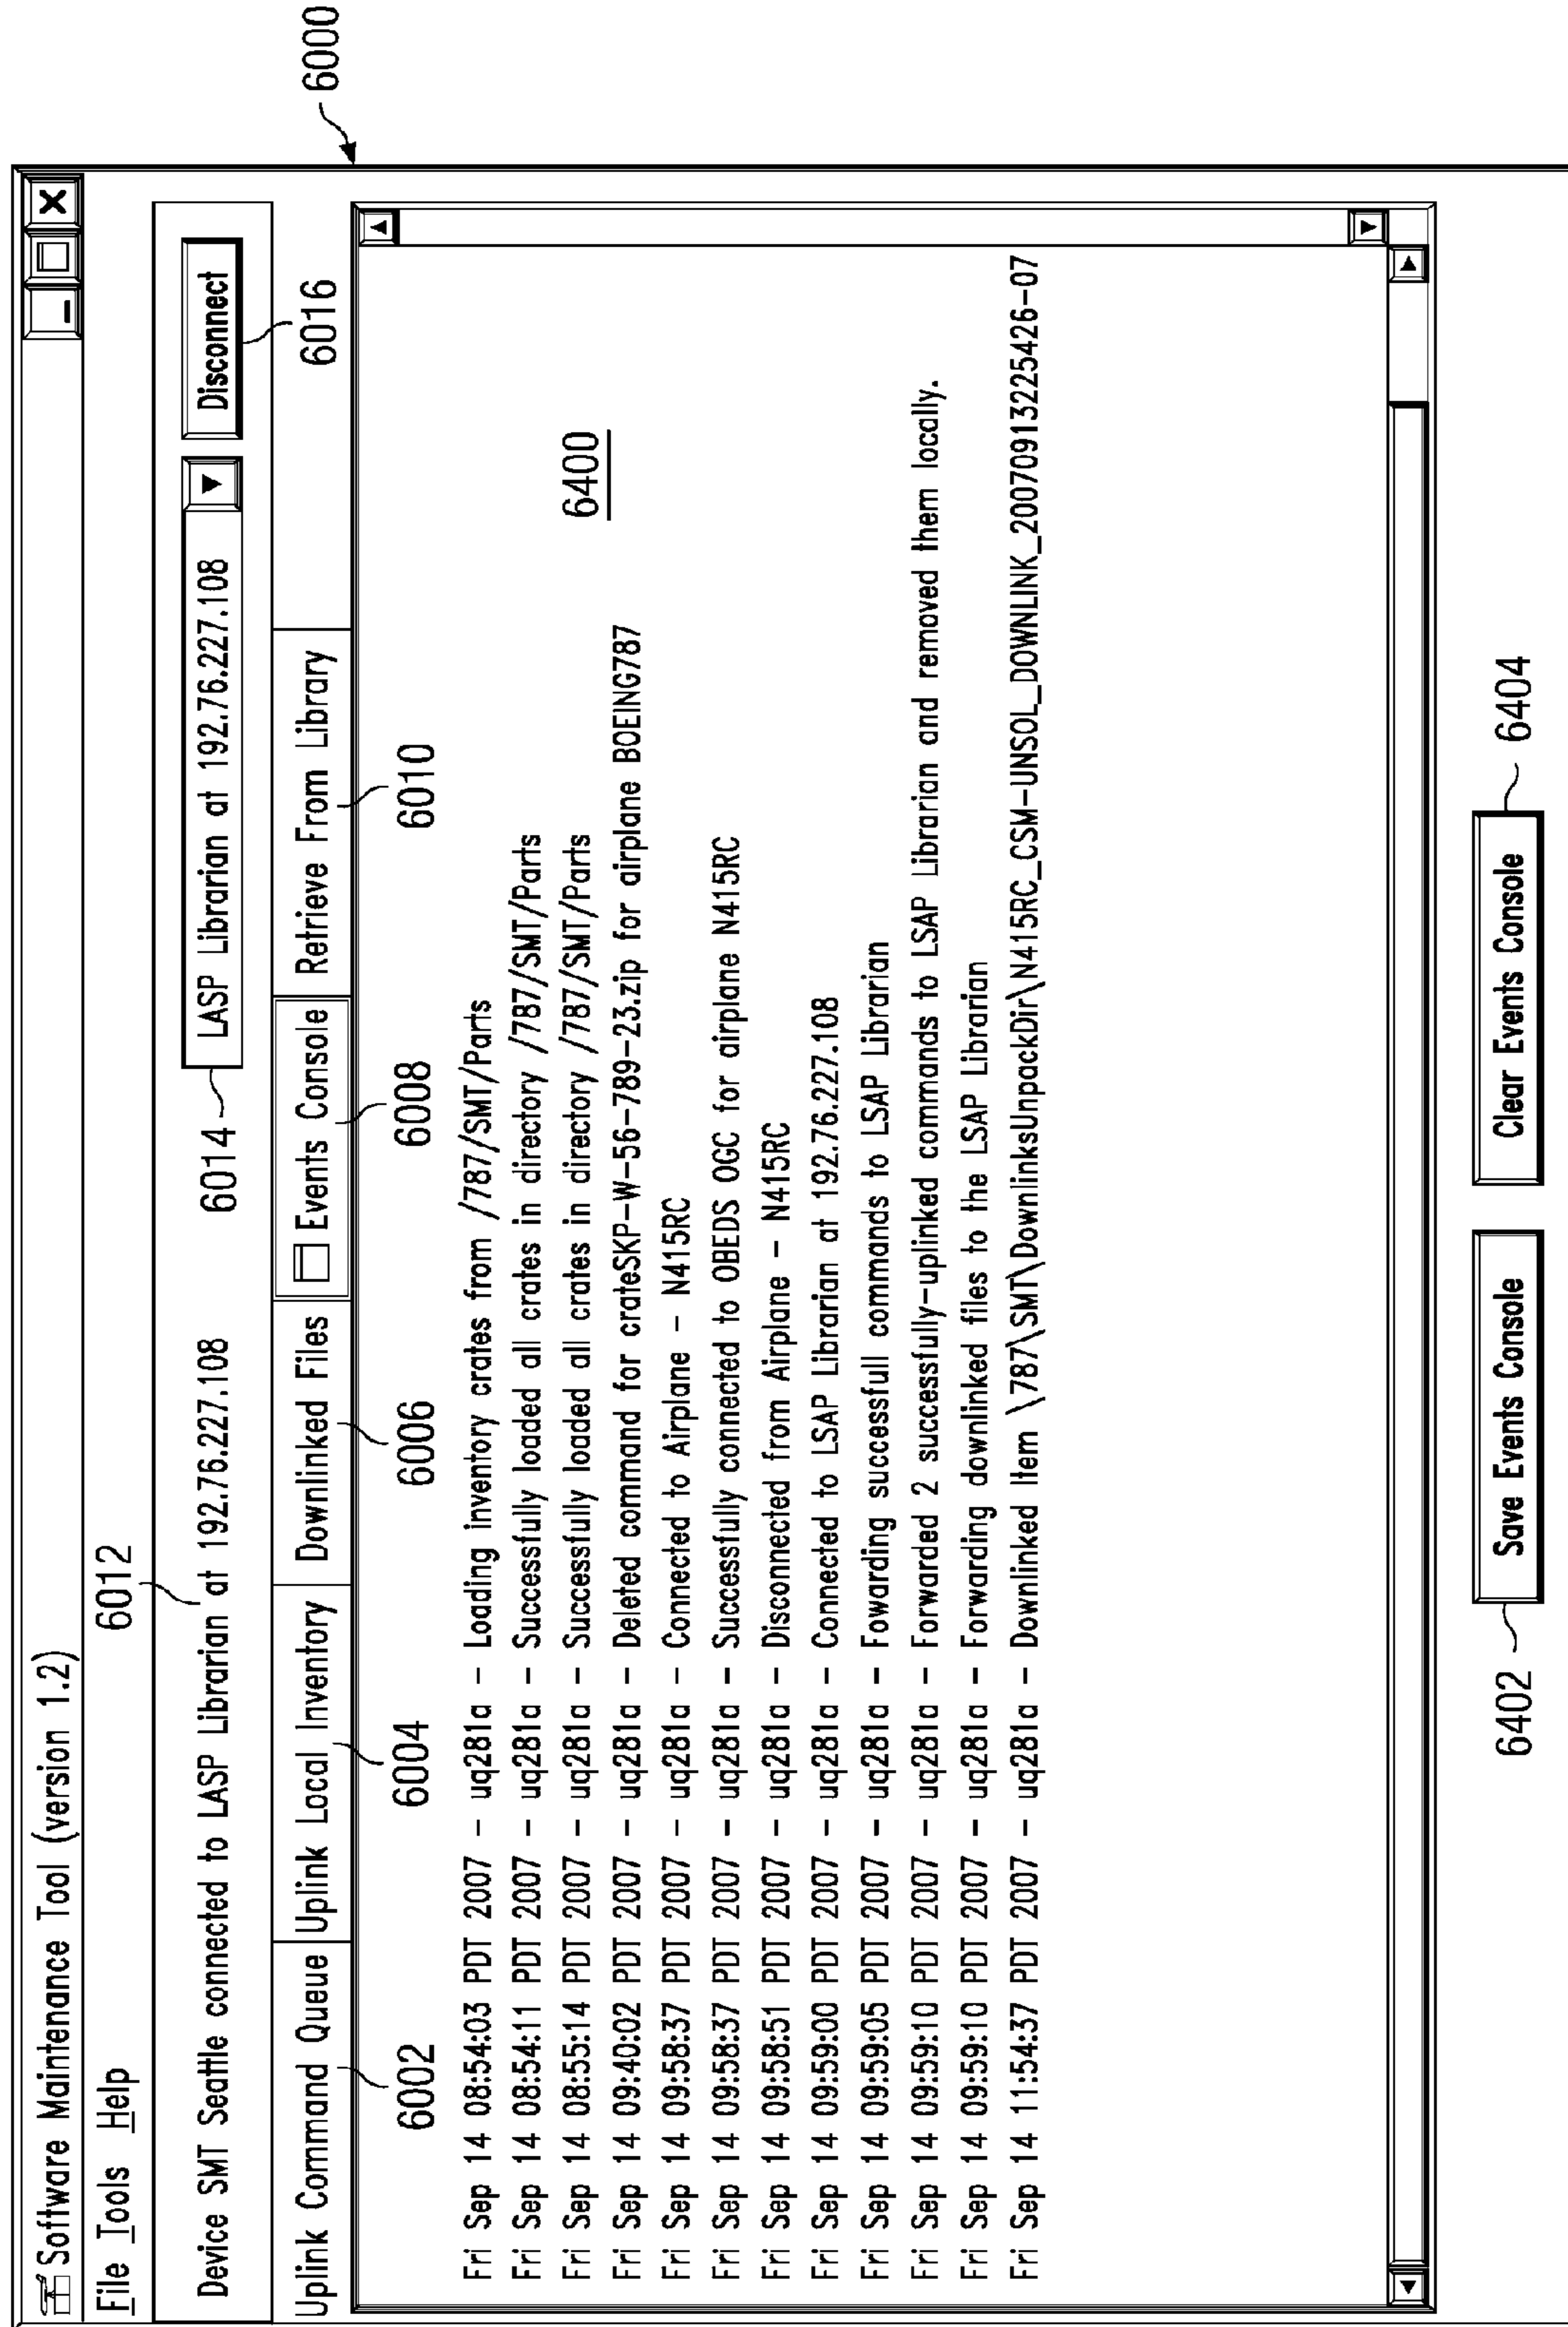 Software Maintenance Tool (version 1.2)
File Tools Help
6012
Device SMT Seattle connected to LASP Librarian at 192.76.227.108
6014
LASP Librarian at 192.76.227.108
Disconnect
6000
Uplink Command Queue
Uplink Local Inventory
Downlinked Files
Events Console
Retrieve From Library
6016
6002
6004
6006
6008
6010
Fri Sep 14 08:54:03 PDT 2007 - uq281a - Loading inventory crates from /787/SMT/Parts
Fri Sep 14 08:54:11 PDT 2007 - uq281a - Successfully loaded all crates in directory /787/SMT/Parts
Fri Sep 14 08:55:14 PDT 2007 - uq281a - Successfully loaded all crates in directory /787/SMT/Parts
6400
Fri Sep 14 09:40:02 PDT 2007 - uq281a - Deleted command for crateSKP-W-56-789-23.zip for airplane BOEING787
Fri Sep 14 09:58:37 PDT 2007 - uq281a - Connected to Airplane - N415RC
Fri Sep 14 09:58:37 PDT 2007 - uq281a - Successfully connected to OBEDS OGC for airplane N415RC
Fri Sep 14 09:58:51 PDT 2007 - uq281a - Disconnected from Airplane - N415RC
Fri Sep 14 09:59:00 PDT 2007 - uq281a - Connected to LSAP Librarian at 192.76.227.108
Fri Sep 14 09:59:05 PDT 2007 - uq281a - Fowarding successfull commands to LSAP Librarian
Fri Sep 14 09:59:10 PDT 2007 - uq281a - Forwarded 2 successfully-uplinked commands to LSAP Librarian and removed them locally.
Fri Sep 14 09:59:10 PDT 2007 - uq281a - Forwarding downlinked files to the LSAP Librarian
Fri Sep 14 11:54:37 PDT 2007 - uq281a - Downlinked Item \787\SMT\DownlinksUnpackDir\N415RC_CSM-UNSOL_DOWNLINK_20070913225426-07
6402
Save Events Console
Clear Events Console
6404